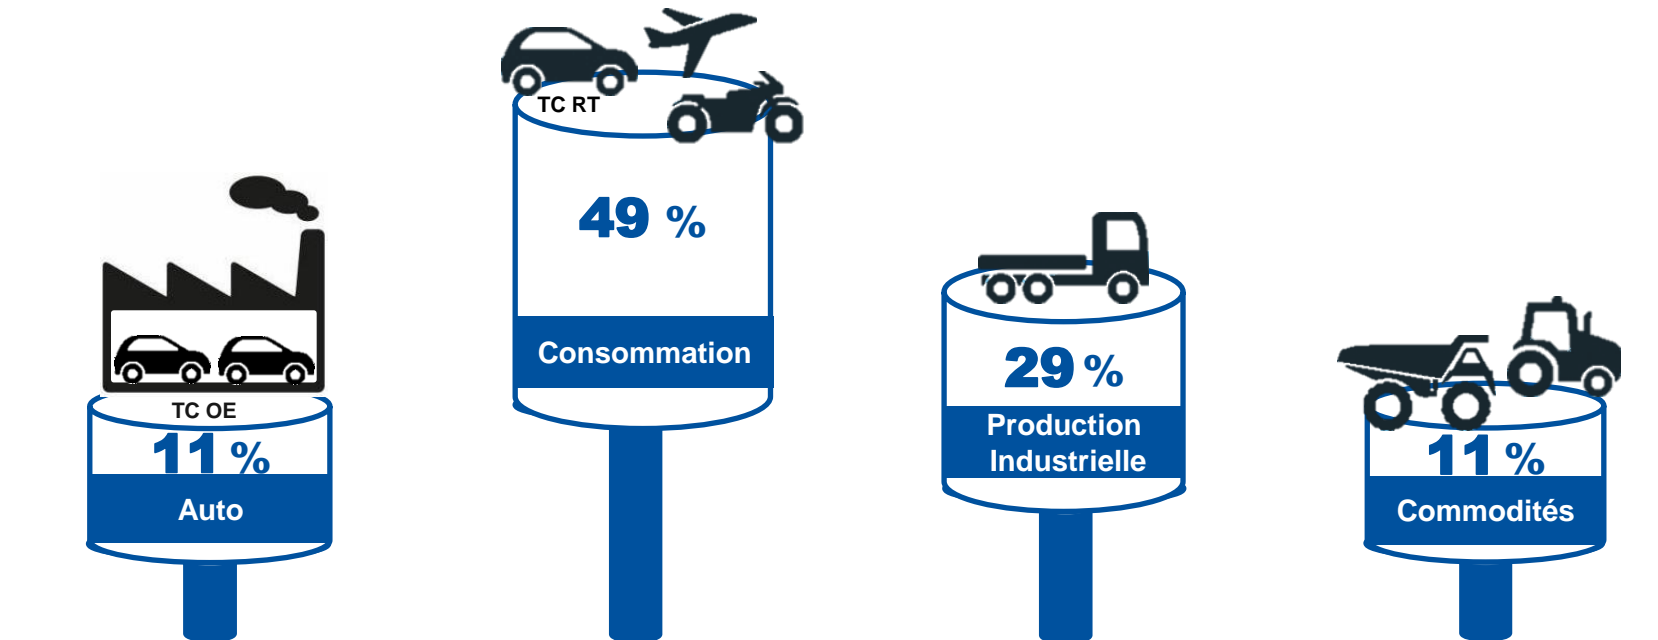 TC OE
11 %
Auto
TC RT
49 %
Consommation
29 %
Production
Industrielle
11 %
Commodités